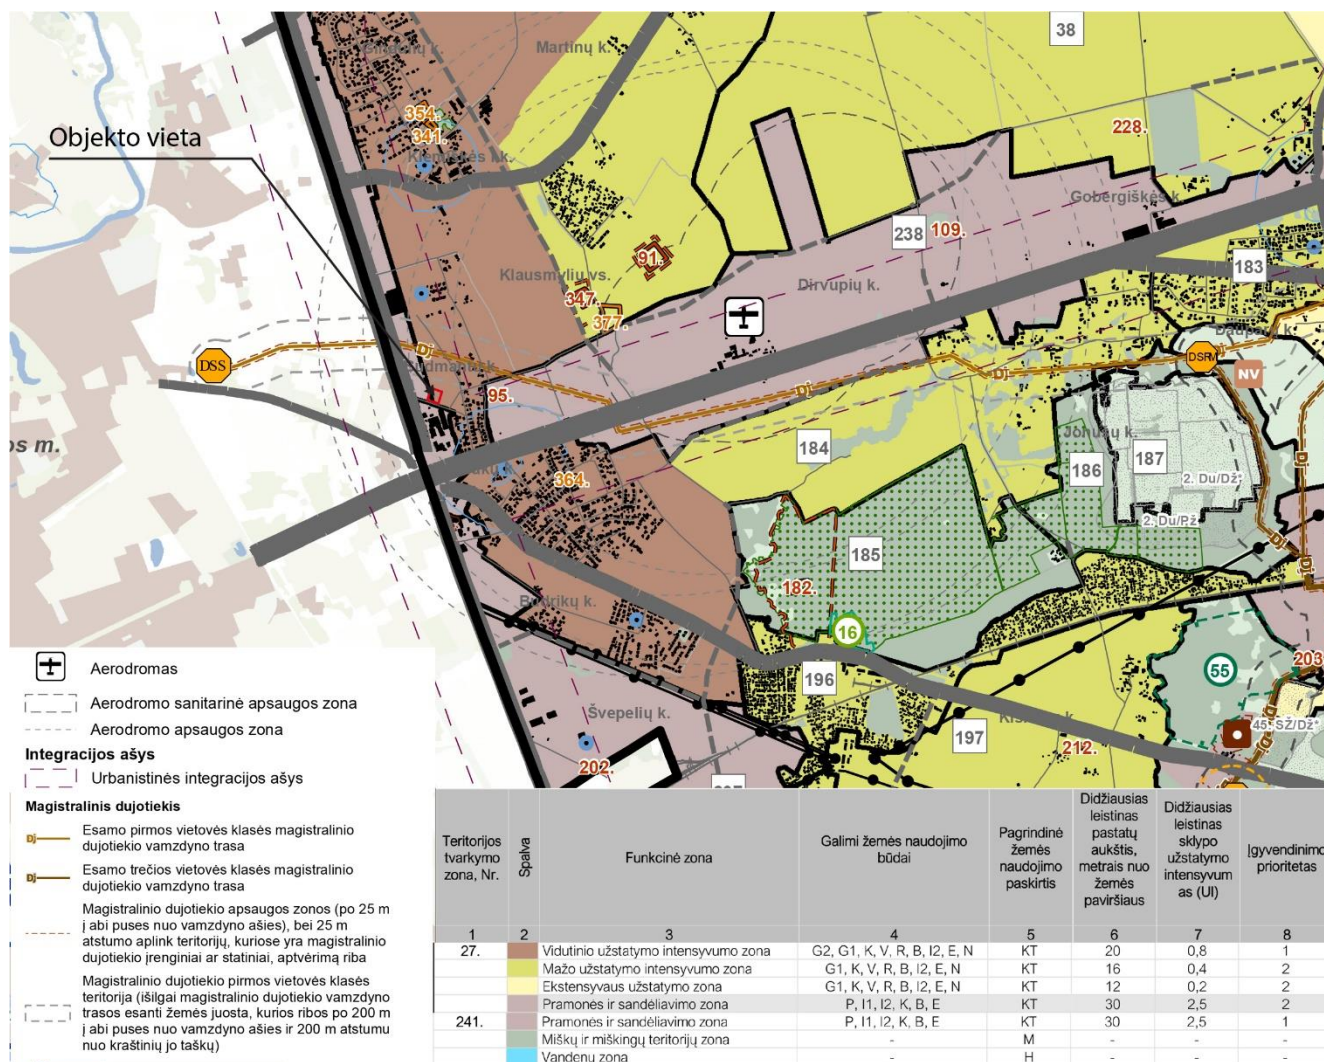 38
Martinų k.
354.
341.
228.
Objekto vieta
Gobergiškės k.
238
109.
91.
Klausmylių vs.
183
347.
Dirvupių k.
377.
Dj
DSS
DSRM
Dj
Dj
NV
95.
os m.
184
Jonušų k.
186
187
364.
2. Du/Dž*
2. Du/Pž
Dj
185
182.
Budrikų k.
16
55
196
203
Švepelių k.
197
45. SŽ/Dž*
212.
202.
Aerodromas
Aerodromo sanitarinė apsaugos zona
Aerodromo apsaugos zona
Integracijos ašys
Urbanistinės integracijos ašys
Magistralinis dujotiekis
Dj Esamo pirmos vietovės klasės magistralinio
dujotiekio vamzdyno trasa
Dj Esamo trečios vietovės klasės magistralinio
dujotiekio vamzdyno trasa
Magistralinio dujotiekio apsaugos zonos (po 25 m
į abi puses nuo vamzdyno ašies), bei 25 m
atstumo aplink teritorijų, kuriose yra magistralinio
dujotiekio įrenginiai ar statiniai, aptvėrimą riba
Magistralinio dujotiekio pirmos vietovės klasės
teritorija (išilgai magistralinio dujotiekio vamzdyno
trasos esanti žemės juosta, kurios ribos po 200 m
į abi puses nuo vamzdyno ašies ir 200 m atstumu
nuo kraštinių jo taškų)
Teritorijos tvarkymo zona, Nr. Spalva Funkcinė zona Galimi žemės naudojimo būdai Pagrindinė žemės naudojimo paskirtis Didžiausias leistinas pastatų aukštis, metrais nuo žemės paviršiaus Didžiausias leistinas sklypo užstatymo intensyvum as (UI) Įgyvendinimo prioritetas
1 2 3 4 5 6 7 8
27. Vidutinio užstatymo intensyvumo zona G2, G1, K, V, R, B, I2, E, N KT 20 0,8 1
Mažo užstatymo intensyvumo zona G1, K, V, R, B, I2, E, N KT 16 0,4 2
Ekstensyvaus užstatymo zona G1, K, V, R, B, I2, E, N KT 12 0,2 2
Pramonės ir sandėliavimo zona P, I1, I2, K, B, E KT 30 2,5 2
241. Pramonės ir sandėliavimo zona P, I1, I2, K, B, E KT 30 2,5 1
Miškų ir miškingų teritorijų zona - M - - -
Vandenų zona - H - - -